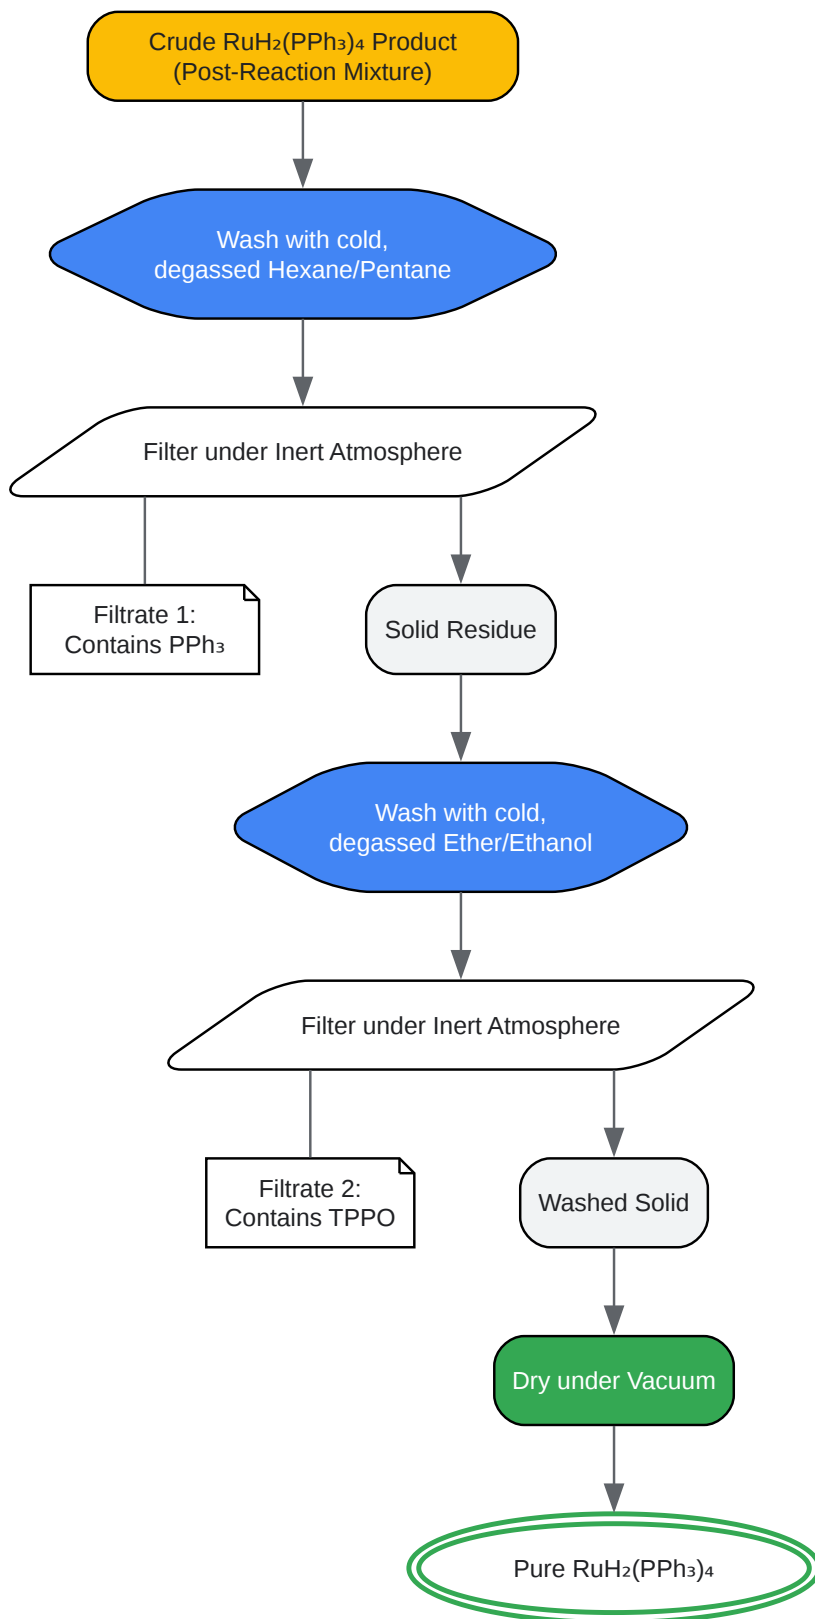 Crude RuH₂(PPh₃)₄ Product
(Post-Reaction Mixture)
Wash with cold,
degassed Hexane/Pentane
Filter under Inert Atmosphere
Filtrate 1:
Contains PPh₃
Solid Residue
Wash with cold,
degassed Ether/Ethanol
Filter under Inert Atmosphere
Filtrate 2:
Contains TPPO
Washed Solid
Dry under Vacuum
Pure RuH₂(PPh₃)₄